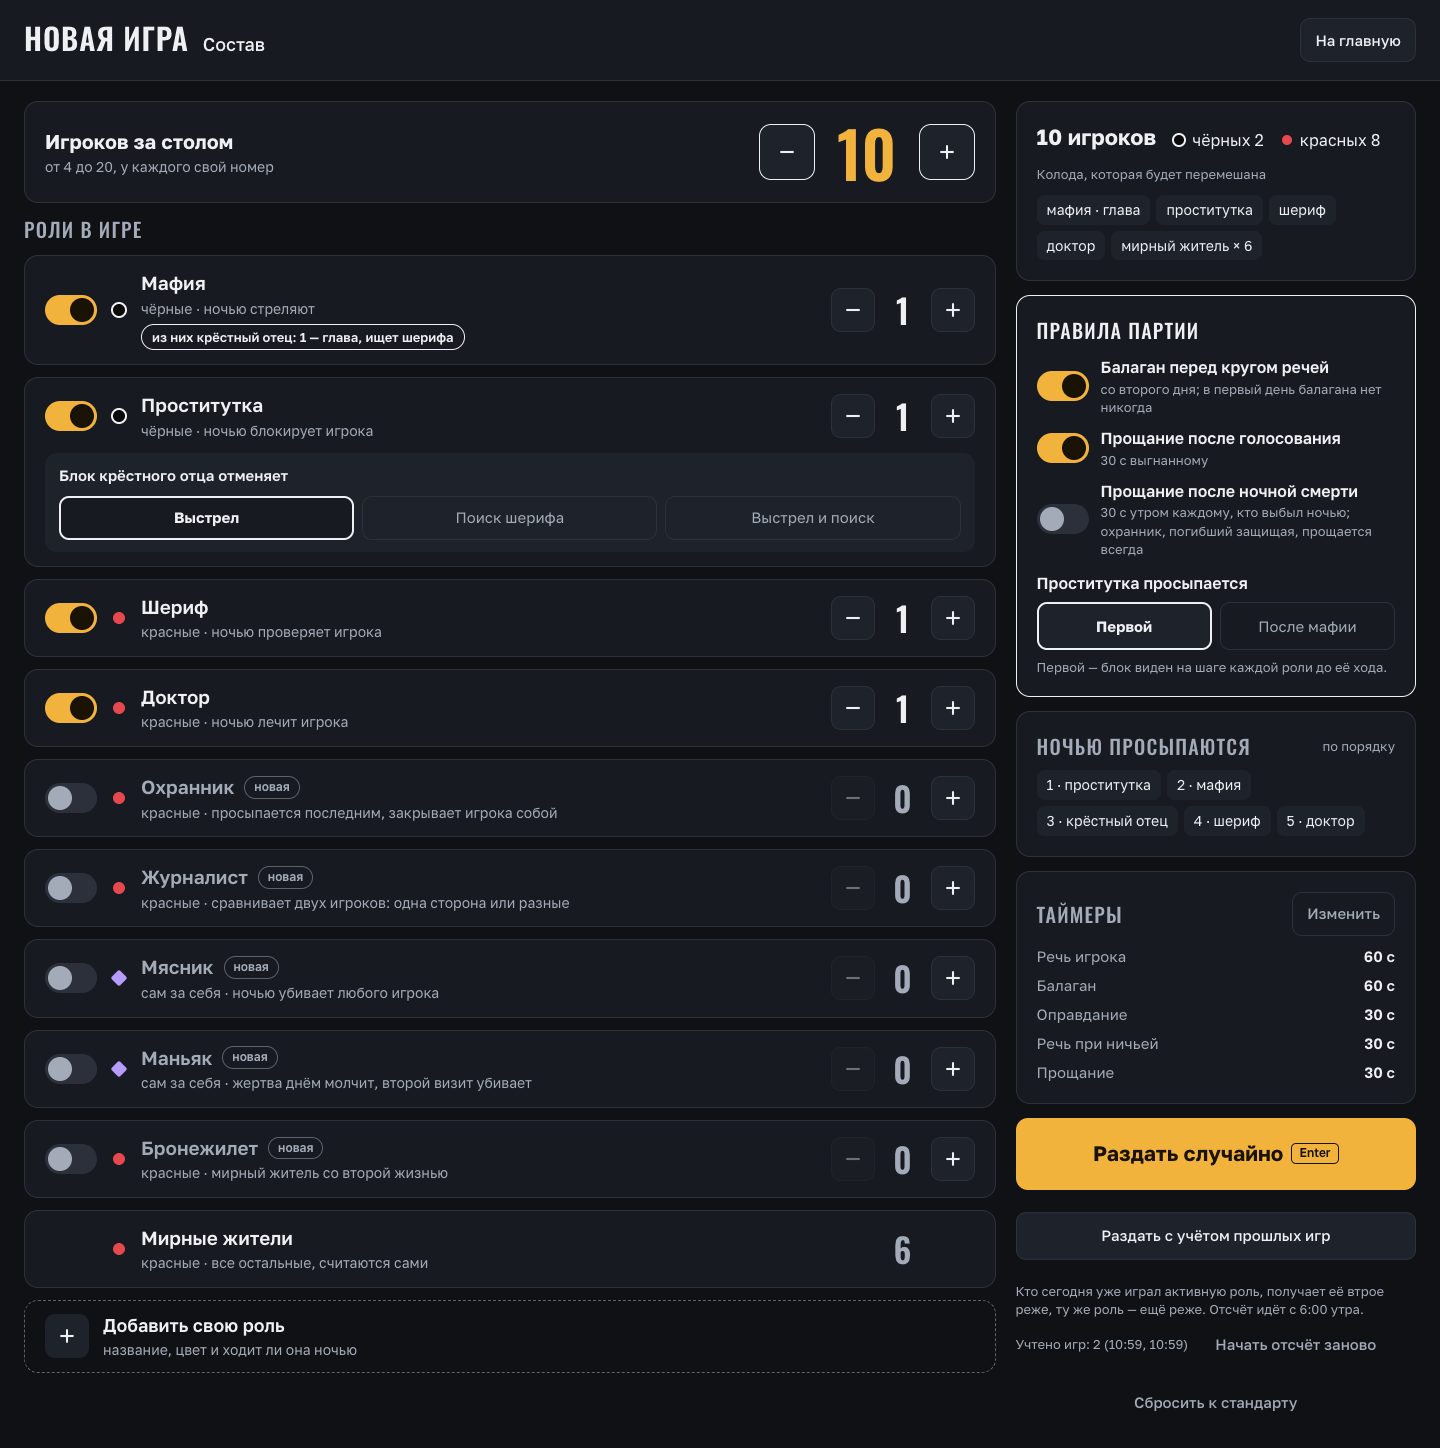 НОВАЯ ИГРА Состав
На главную
Игроков за столом
от 4 до 20, у каждого свой номер
− 10 +
РОЛИ В ИГРЕ
Мафия
чёрные · ночью стреляют
из них крёстный отец: 1 — глава, ищет шерифа
− 1 +
Проститутка
чёрные · ночью блокирует игрока
− 1 +
Блок крёстного отца отменяет
Выстрел Поиск шерифа Выстрел и поиск
Шериф
красные · ночью проверяет игрока
− 1 +
Доктор
красные · ночью лечит игрока
− 1 +
Охранник новая
красные · просыпается последним, закрывает игрока собой
− 0 +
Журналист новая
красные · сравнивает двух игроков: одна сторона или разные
− 0 +
Мясник новая
сам за себя · ночью убивает любого игрока
− 0 +
Маньяк новая
сам за себя · жертва днём молчит, второй визит убивает
− 0 +
Бронежилет новая
красные · мирный житель со второй жизнью
− 0 +
Мирные жители
красные · все остальные, считаются сами
6
+ Добавить свою роль
название, цвет и ходит ли она ночью
10 игроков чёрных 2 красных 8
Колода, которая будет перемешана
мафия · глава проститутка шериф
доктор мирный житель × 6
ПРАВИЛА ПАРТИИ
Балаган перед кругом речей
со второго дня; в первый день балагана нет
никогда
Прощание после голосования
30 с выгнанному
Прощание после ночной смерти
30 с утром каждому, кто выбыл ночью;
охранник, погибший защищая, прощается
всегда
Проститутка просыпается
Первой После мафии
Первой — блок виден на шаге каждой роли до её хода.
НОЧЬЮ ПРОСЫПАЮТСЯ по порядку
1 · проститутка 2 · мафия
3 · крёстный отец 4 · шериф 5 · доктор
ТАЙМЕРЫ Изменить
Речь игрока 60 с
Балаган 60 с
Оправдание 30 с
Речь при ничьей 30 с
Прощание 30 с
Раздать случайно Enter
Раздать с учётом прошлых игр
Кто сегодня уже играл активную роль, получает её втрое
реже, ту же роль — ещё реже. Отсчёт идёт с 6:00 утра.
Учтено игр: 2 (10:59, 10:59) Начать отсчёт заново
Сбросить к стандарту